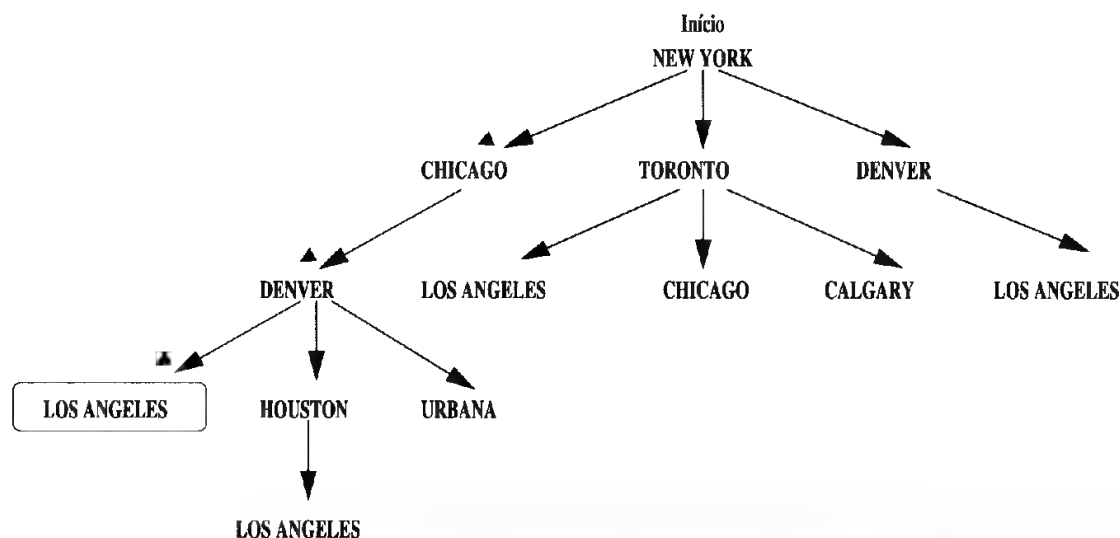 Início
NEW YORK
CHICAGO TORONTO DENVER
DENVER LOS ANGELES CHICAGO CALGARY LOS ANGELES
LOS ANGELES HOUSTON URBANA
LOS ANGELES